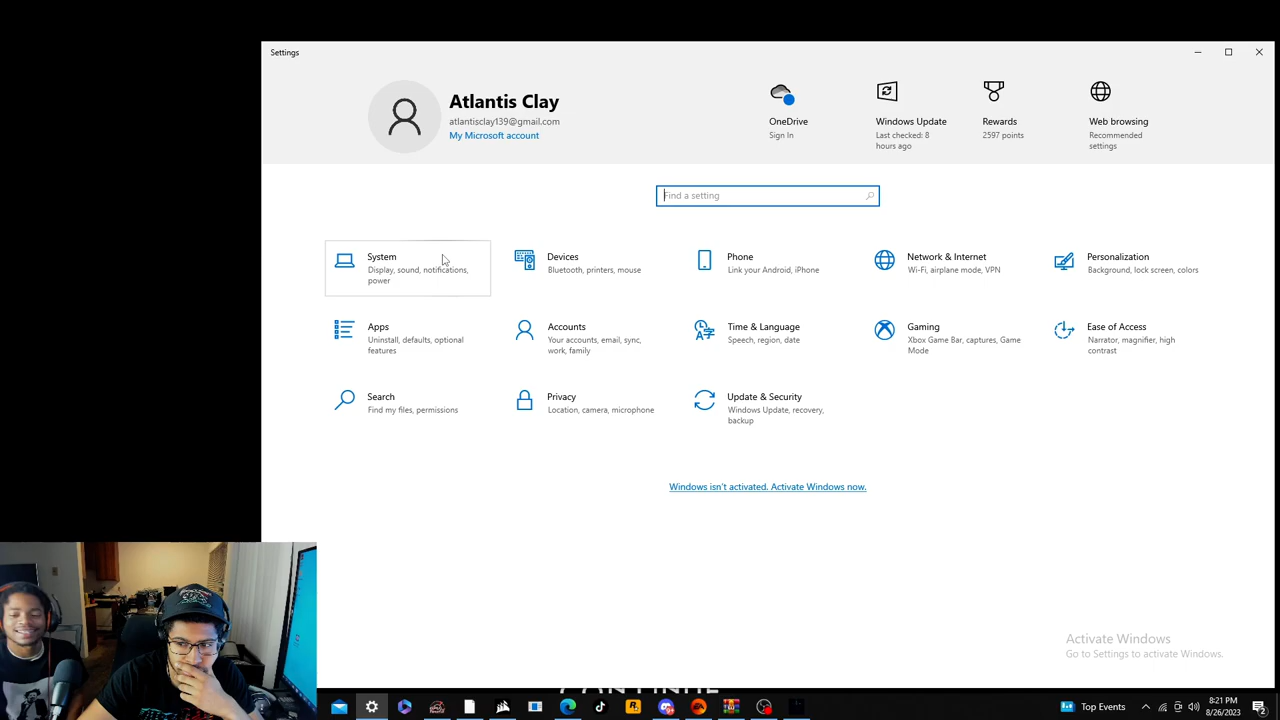 Settings
Atlantis Clay
atlantisclay139@gmail.com
My Microsoft account
OneDrive
Sign In
Windows Update
Last checked: 8
hours ago
Rewards
2597 points
Web browsing
Recommended
settings
Find a setting
System
Display, sound, notifications,
power
Devices
Bluetooth, printers, mouse
Phone
Link your Android, iPhone
Network & Internet
Wi-Fi, airplane mode, VPN
Personalization
Background, lock screen, colors
Apps
Uninstall, defaults, optional
features
Accounts
Your accounts, email, sync,
work, family
Time & Language
Speech, region, date
Gaming
Xbox Game Bar, captures, Game
Mode
Ease of Access
Narrator, magnifier, high
contrast
Search
Find my files, permissions
Privacy
Location, camera, microphone
Update & Security
Windows Update, recovery,
backup
Windows isn't activated. Activate Windows now.
Activate Windows
Go to Settings to activate Windows.
CONTINUE
Top Events
8:21 PM
8/26/2023
2